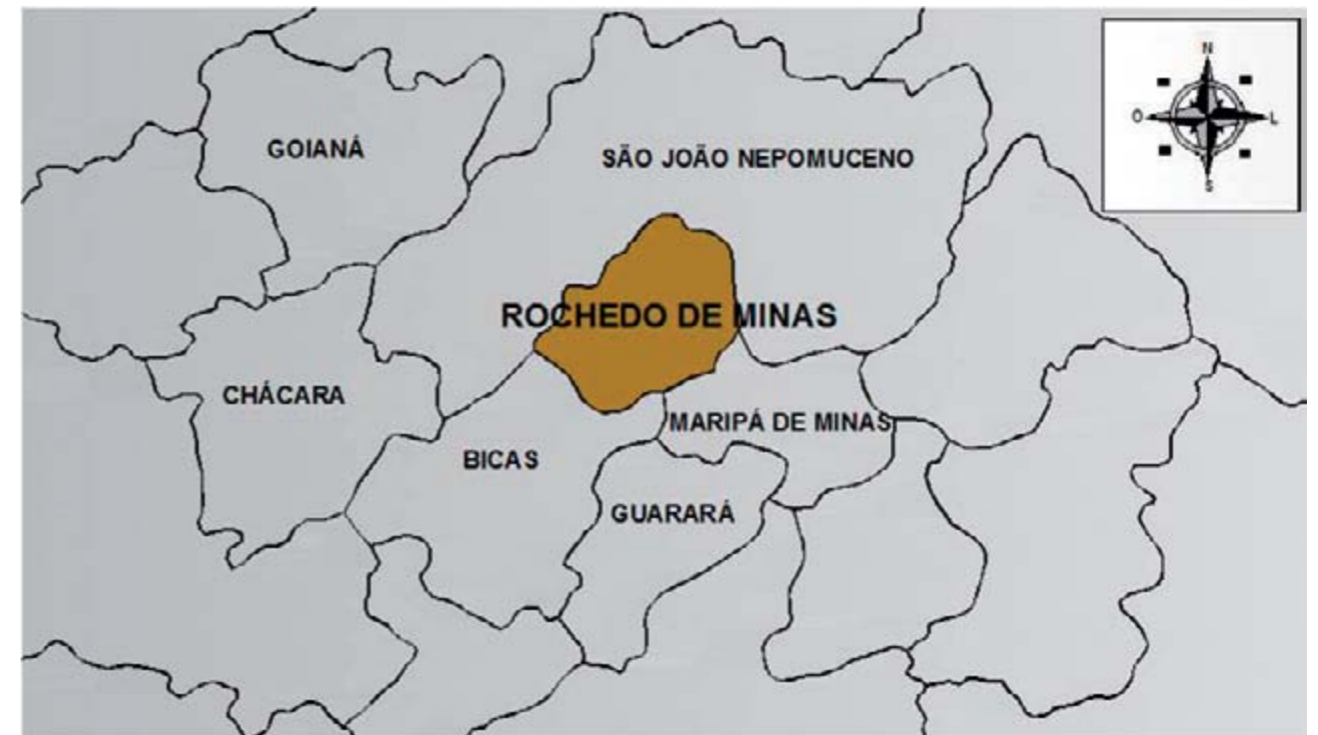 N
O
L
S
GOIANÁ
SÃO JOÃO NEPOMUCENO
ROCHEDO DE MINAS
CHÁCARA
MARIPÁ DE MINAS
BICAS
GUARARÁ